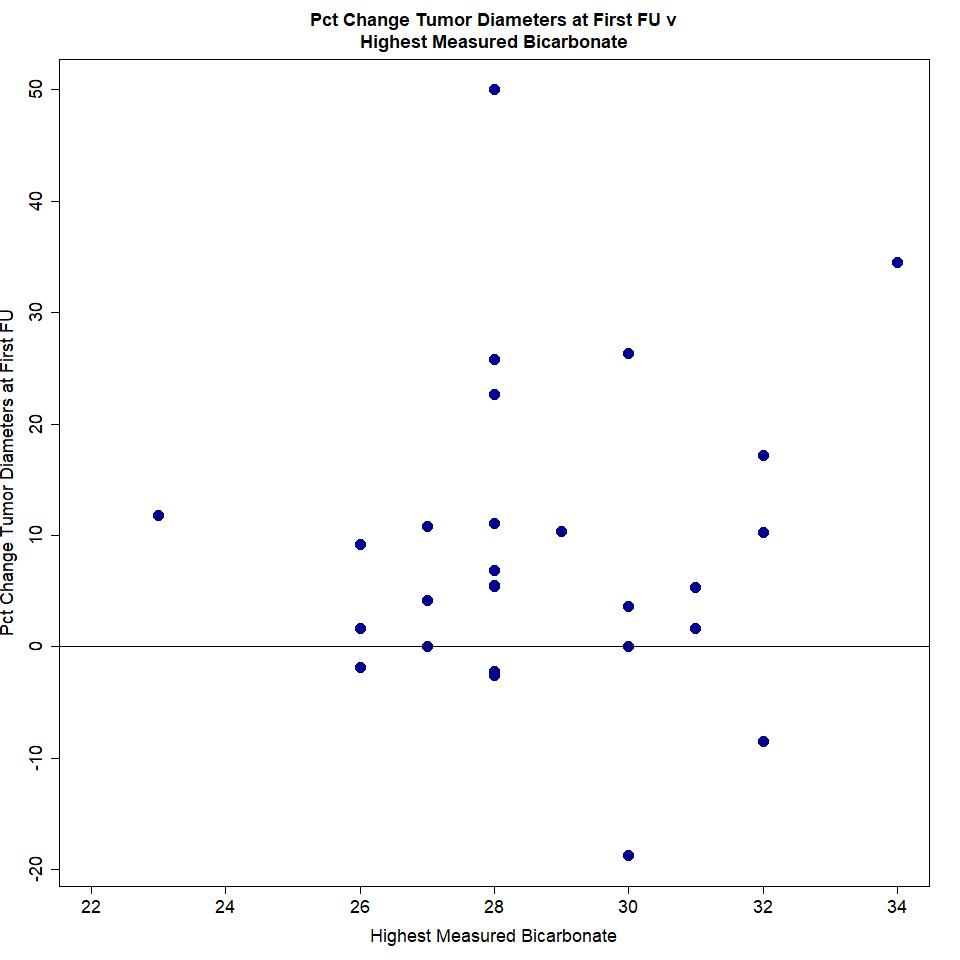 Pct Change Tumor Diameters at First FU v
Highest Measured Bicarbonate
Pct Change Tumor Diameters at First FU
50
40
30
20
10
0
-10
-20
22 24 26 28 30 32 34
Highest Measured Bicarbonate